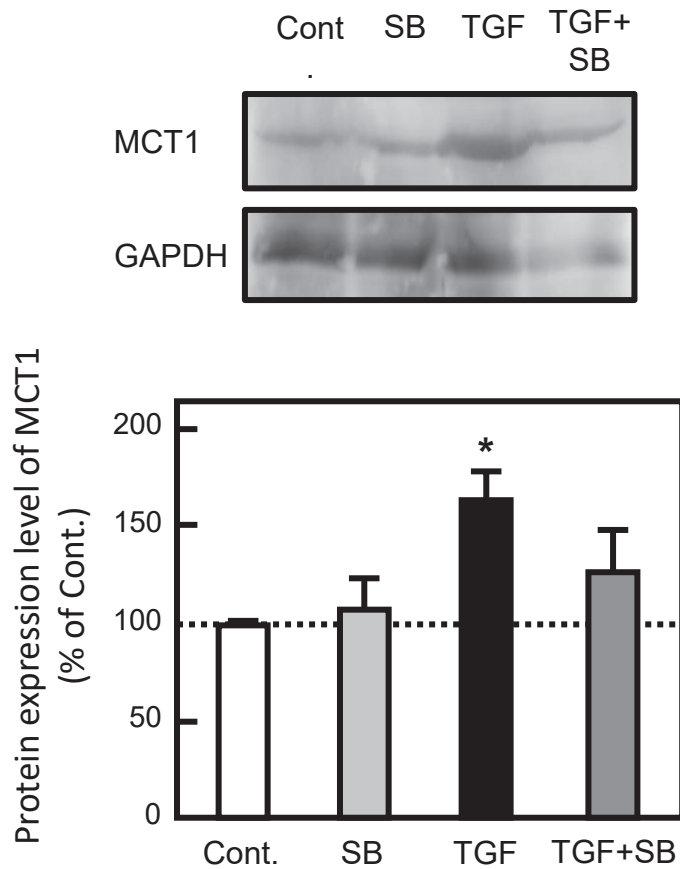 Cont SB TGF TGF+
. SB
MCT1
GAPDH
Protein expression level of MCT1
(% of Cont.)
200
150
100
50
0
*
Cont. SB TGF TGF+SB